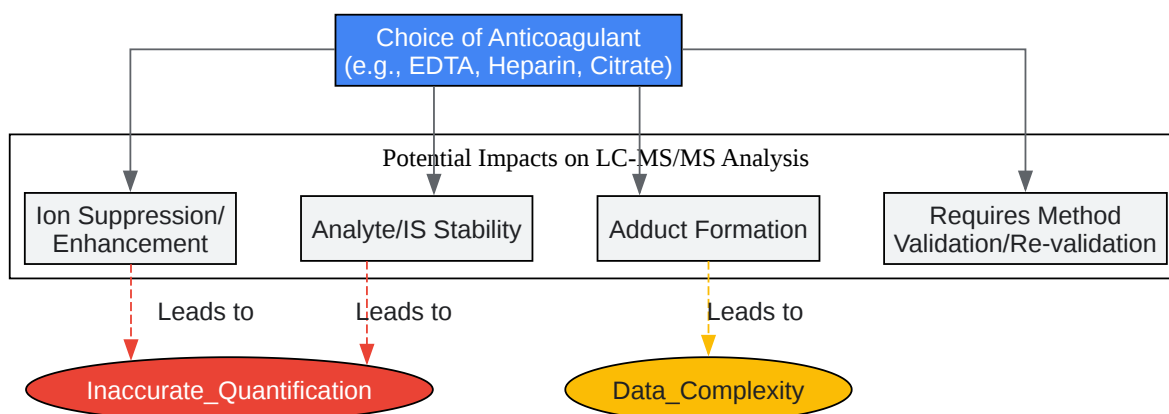 Choice of Anticoagulant
(e.g., EDTA, Heparin, Citrate)
Potential Impacts on LC-MS/MS Analysis
Ion Suppression/
Enhancement
Analyte/IS Stability
Adduct Formation
Requires Method
Validation/Re-validation
Leads to
Leads to
Leads to
Inaccurate_Quantification
Data_Complexity